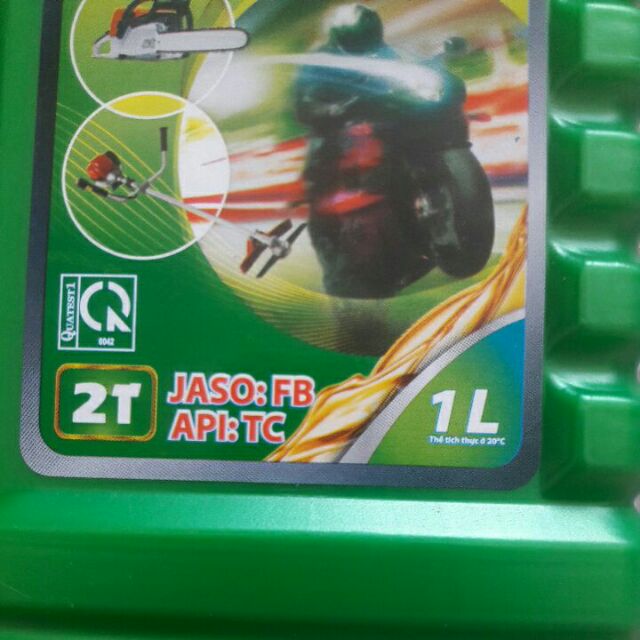 QUATEST1
0042
2T
JASO: FB
API: TC
1 L
Thể tích thực ở 20°C